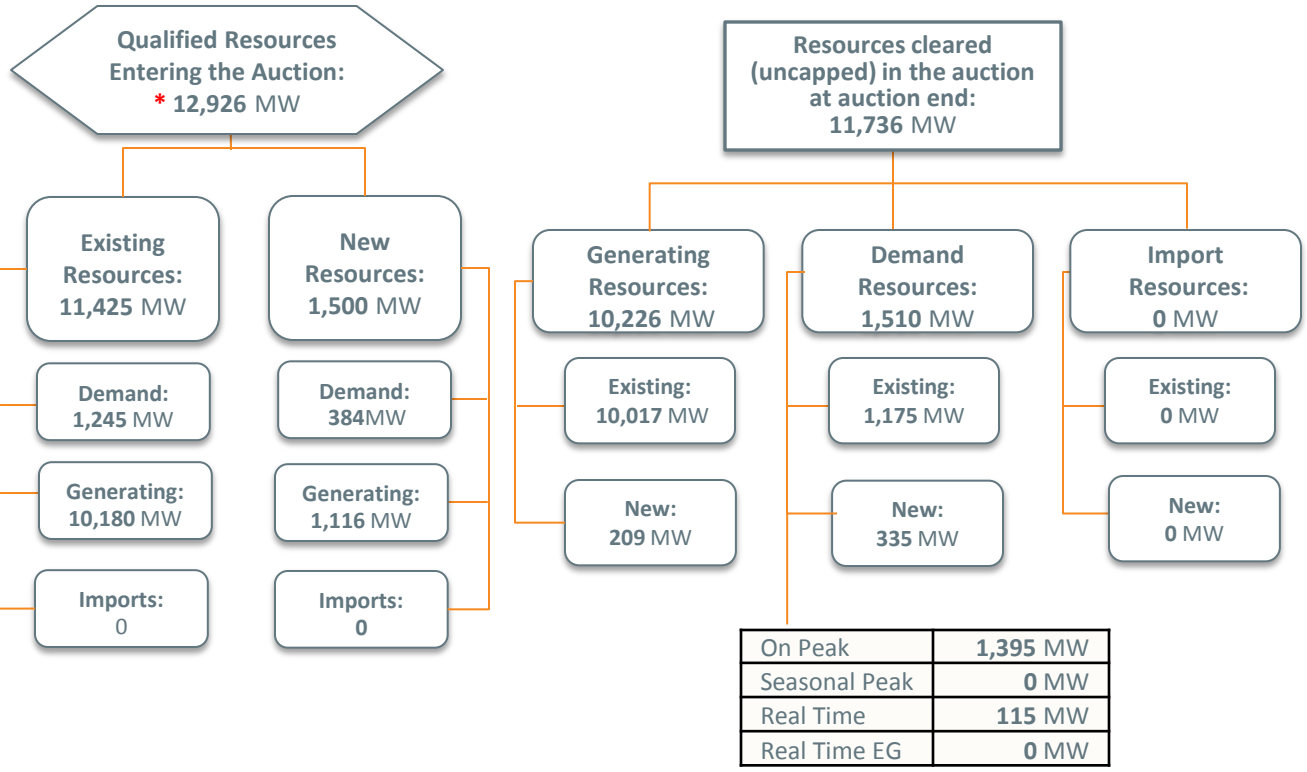 Qualified Resources
Entering the Auction:
* 12,926 MW
Existing
Resources:
11,425 MW
Demand:
1,245 MW
Generating:
10,180 MW
Imports:
0
New
Resources:
1,500 MW
Demand:
384MW
Generating:
1,116 MW
Imports:
0
Resources cleared
(uncapped) in the auction
at auction end:
11,736 MW
Generating
Resources:
10,226 MW
Existing:
10,017 MW
New:
209 MW
Demand
Resources:
1,510 MW
Existing:
1,175 MW
New:
335 MW
Import
Resources:
0 MW
Existing:
0 MW
New:
0 MW
On Peak 1,395 MW
Seasonal Peak 0 MW
Real Time 115 MW
Real Time EG 0 MW